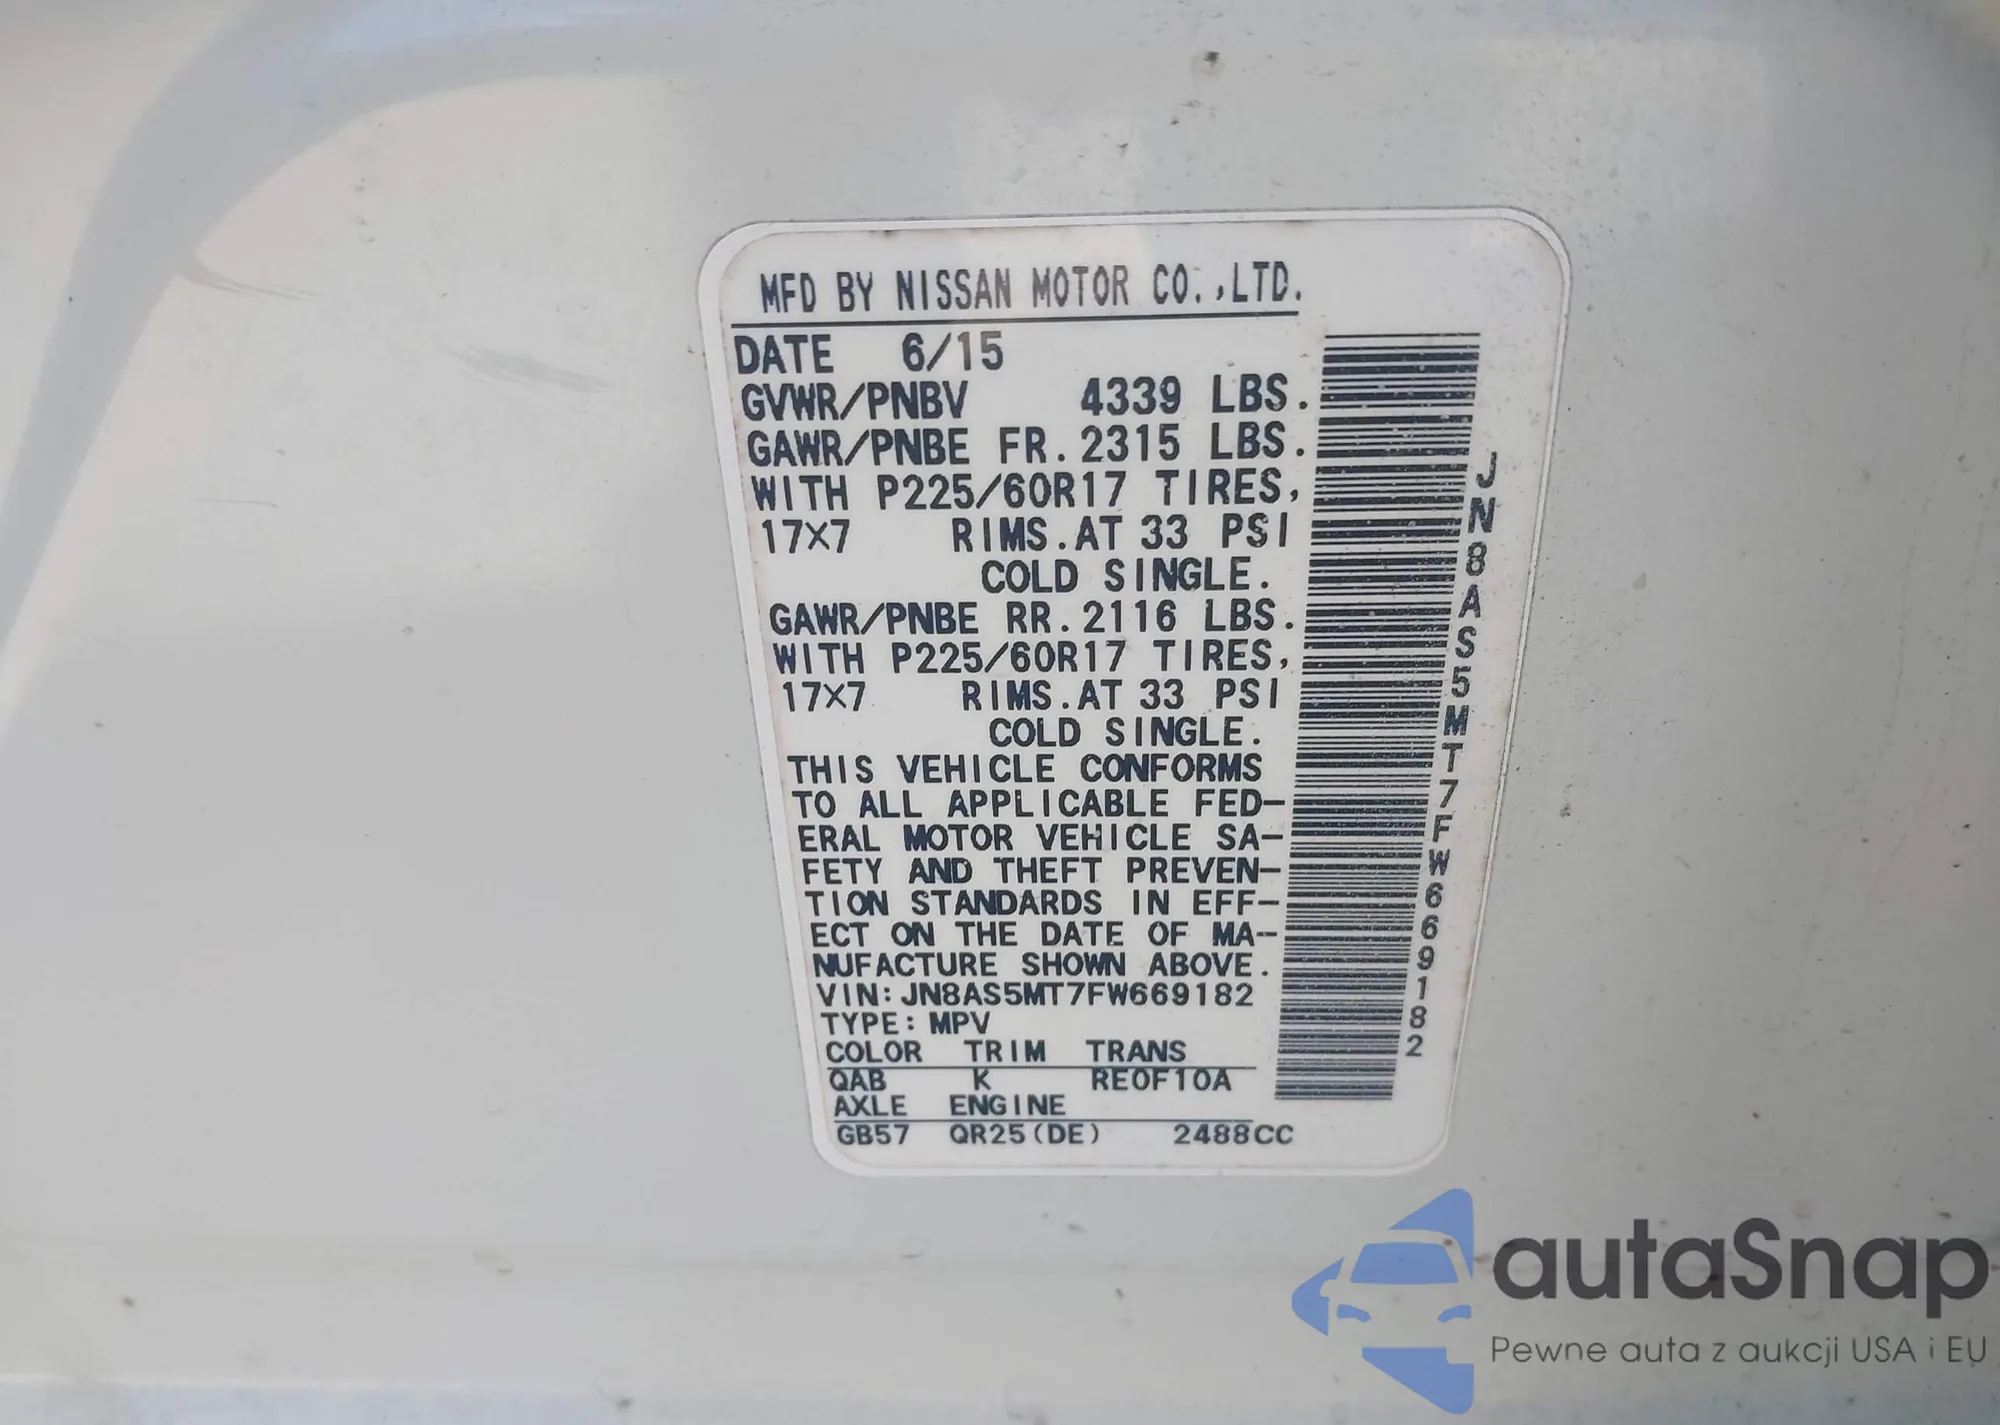 MFD BY NISSAN MOTOR CO.,LTD.
DATE 6/15
GVWR/PNBV 4339 LBS.
GAWR/PNBE FR.2315 LBS.
WITH P225/60R17 TIRES,
17X7 RIMS.AT 33 PSI
COLD SINGLE.
GAWR/PNBE RR.2116 LBS.
WITH P225/60R17 TIRES,
17X7 RIMS.AT 33 PSI
COLD SINGLE.
THIS VEHICLE CONFORMS
TO ALL APPLICABLE FED-
ERAL MOTOR VEHICLE SA-
FETY AND THEFT PREVEN-
TION STANDARDS IN EFF-
ECT ON THE DATE OF MA-
NUFACTURE SHOWN ABOVE.
VIN:JN8AS5MT7FW669182
TYPE:MPV
COLOR TRIM TRANS
QAB K RE0F10A
AXLE ENGINE
GB57 QR25(DE) 2488CC
JN8AS5MT7FW669182
autaSnap
Pewne auta z aukcji USA i EU